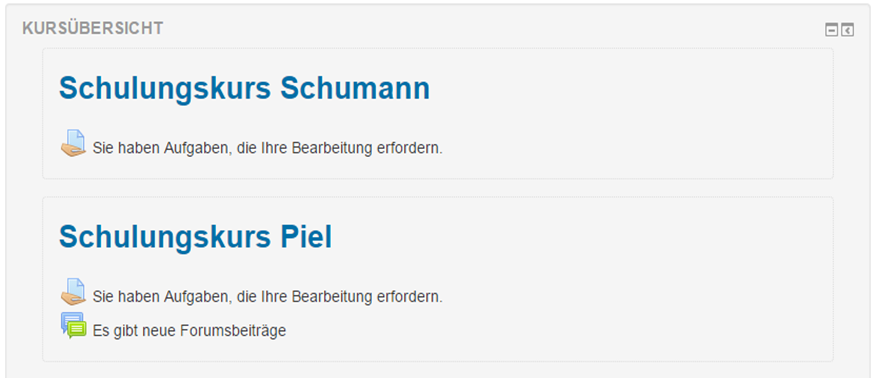 KURSÜBERSICHT
Schulungskurs Schumann
Sie haben Aufgaben, die Ihre Bearbeitung erfordern.
Schulungskurs Piel
Sie haben Aufgaben, die Ihre Bearbeitung erfordern.
Es gibt neue Forumsbeiträge